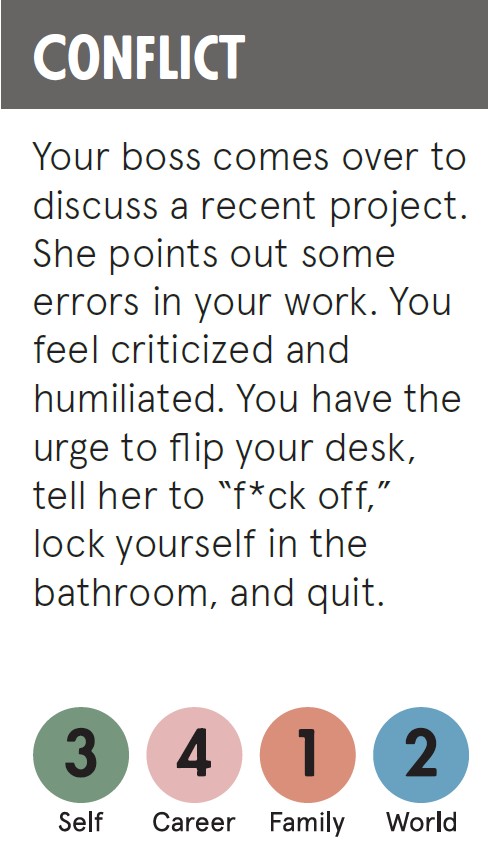 CONFLICT
Your boss comes over to
discuss a recent project.
She points out some
errors in your work. You
feel criticized and
humiliated. You have the
urge to flip your desk,
tell her to “f*ck off,”
lock yourself in the
bathroom, and quit.
3 4 1 2
Self Career Family World